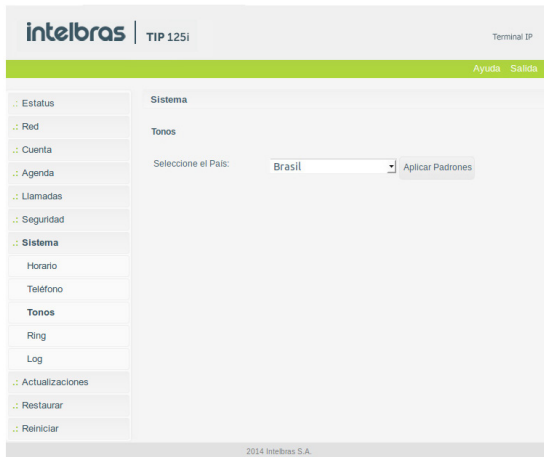 intelbras TIP 125i
Terminal IP
Ayuda Salida
.: Estatus
.: Red
.: Cuenta
.: Agenda
.: Llamadas
.: Seguridad
.: Sistema
Horario
Teléfono
Tonos
Ring
Log
.: Actualizaciones
.: Restaurar
.: Reiniciar
Sistema
Tonos
Seleccione el País: Brasil Aplicar Padrones
2014 Intelbras S.A.